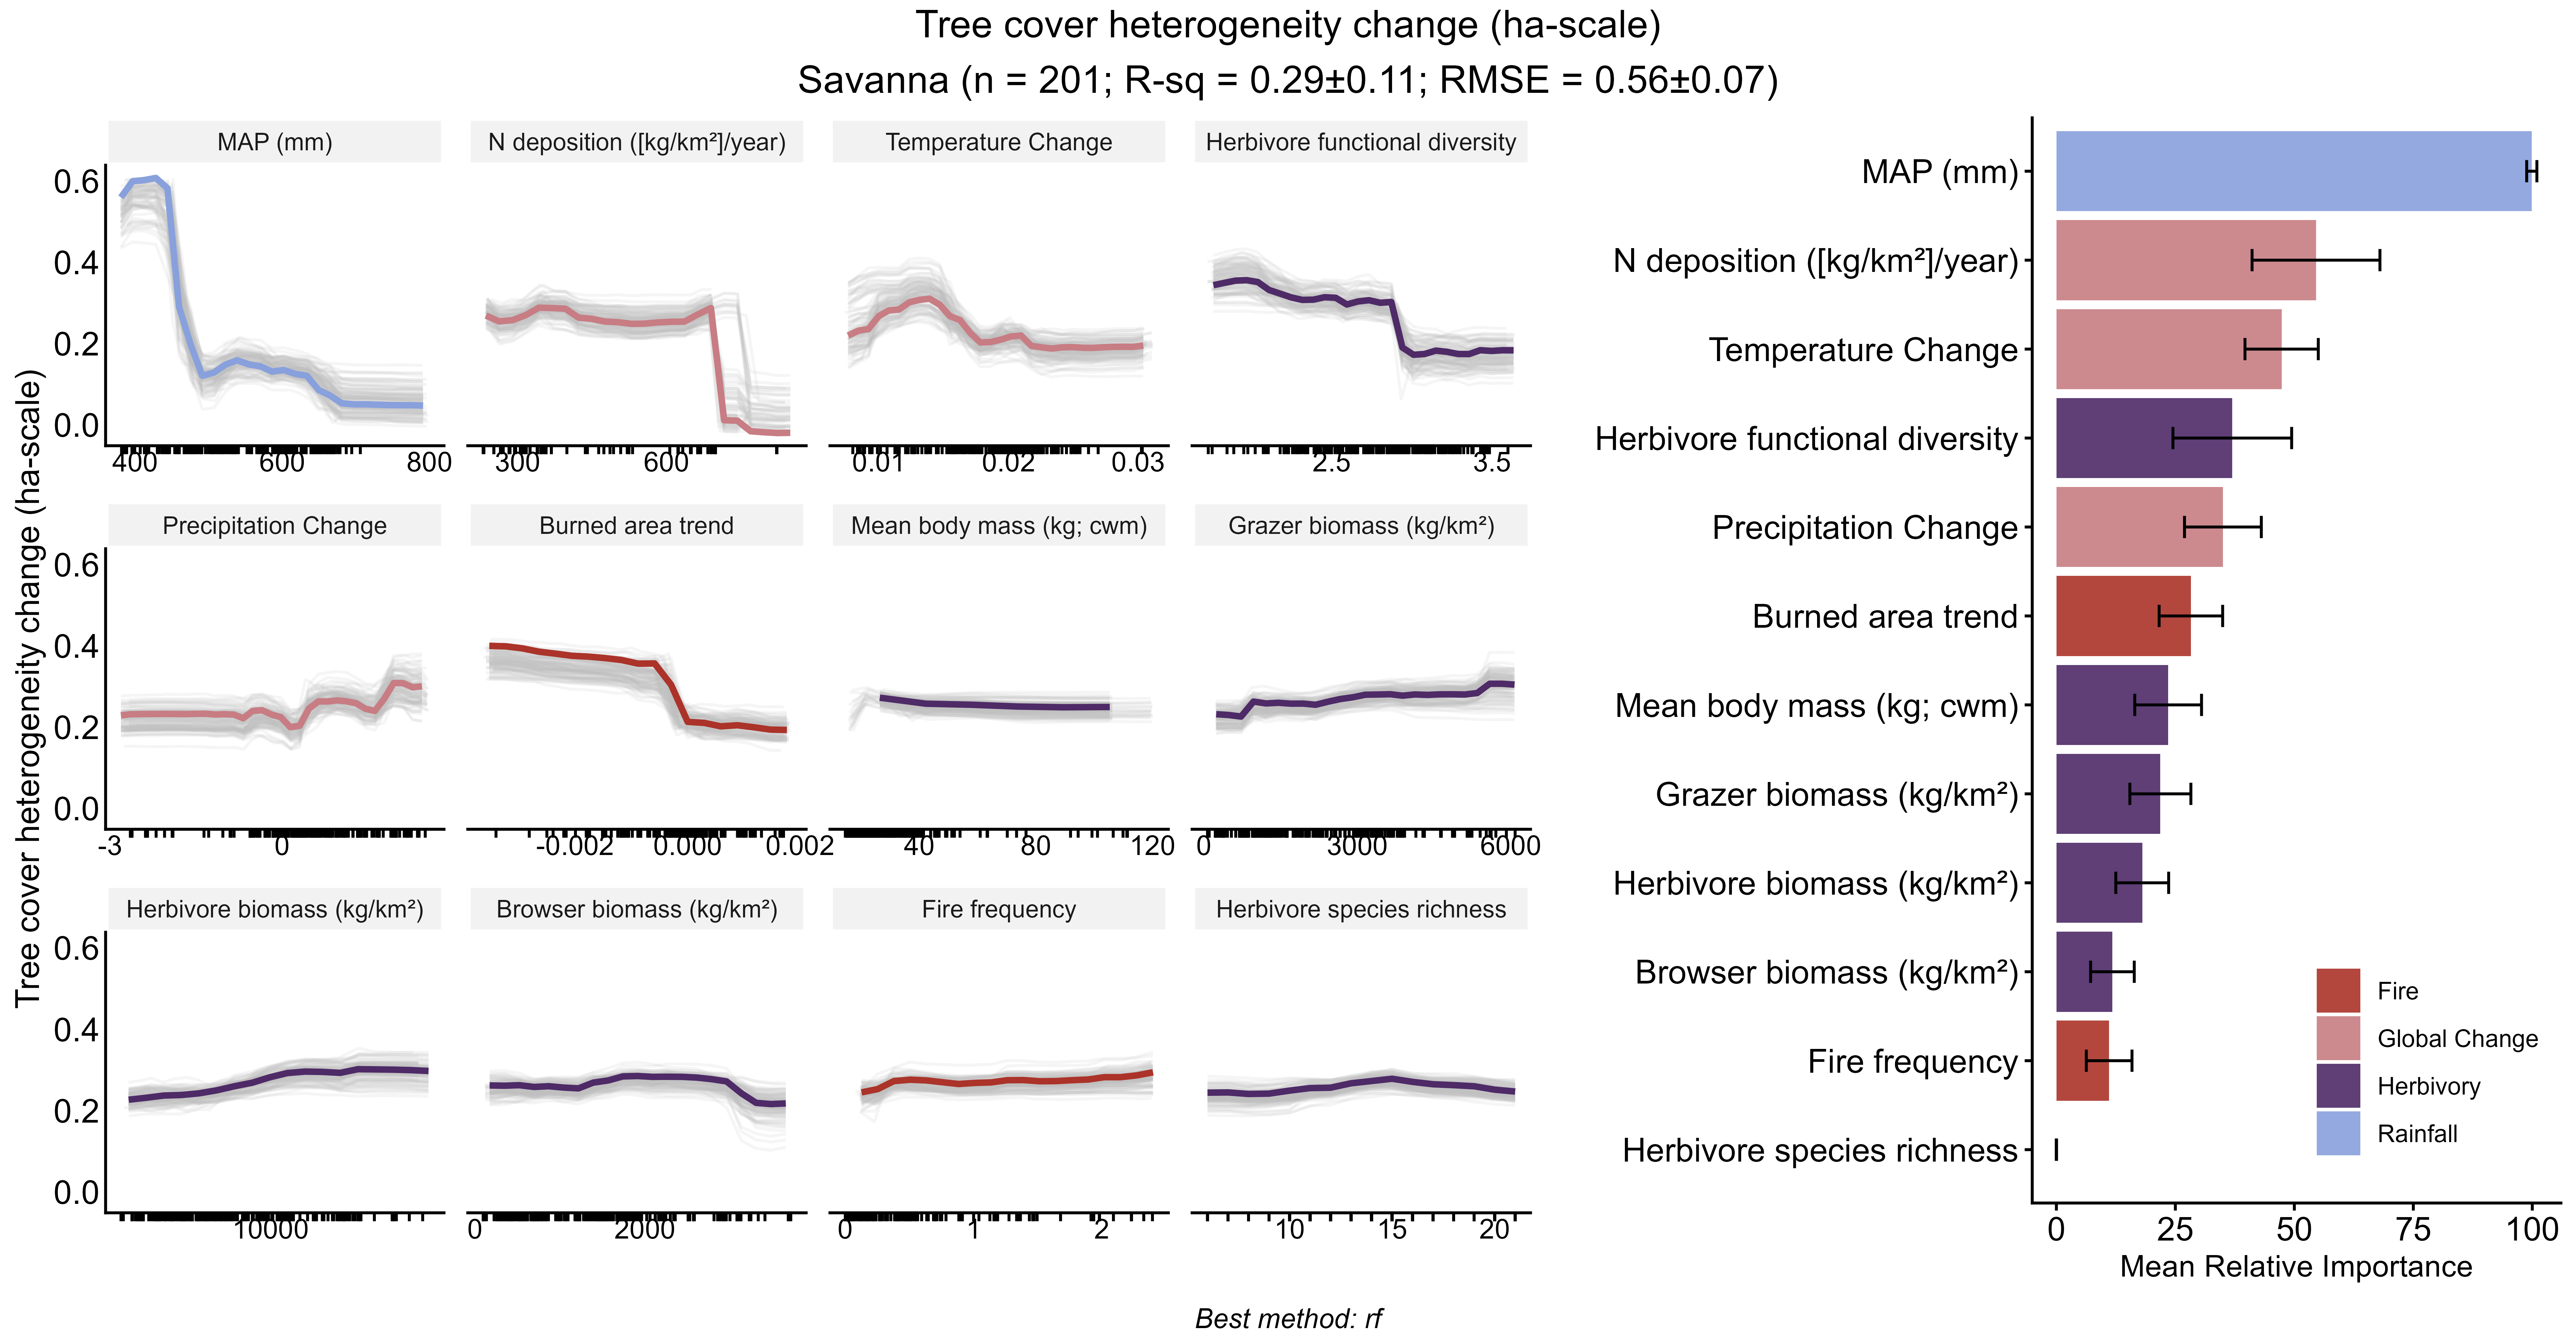 Tree cover heterogeneity change (ha-scale)
Savanna (n = 201; R-sq = 0.29±0.11; RMSE = 0.56±0.07)
Tree cover heterogeneity change (ha-scale)
MAP (mm)
N deposition ([kg/km²]/year)
Temperature Change
Herbivore functional diversity
0.6
0.4
0.2
0.0
400 600 800
300 600
0.01 0.02 0.03
2.5 3.5
Precipitation Change
Burned area trend
Mean body mass (kg; cwm)
Grazer biomass (kg/km²)
0.6
0.4
0.2
0.0
-3 0
-0.002 0.000 0.002
40 80 120
0 3000 6000
Herbivore biomass (kg/km²)
Browser biomass (kg/km²)
Fire frequency
Herbivore species richness
0.6
0.4
0.2
0.0
10000
0 2000
0 1 2
10 15 20
MAP (mm)
N deposition ([kg/km²]/year)
Temperature Change
Herbivore functional diversity
Precipitation Change
Burned area trend
Mean body mass (kg; cwm)
Grazer biomass (kg/km²)
Herbivore biomass (kg/km²)
Browser biomass (kg/km²)
Fire frequency
Herbivore species richness
Fire
Global Change
Herbivory
Rainfall
0 25 50 75 100
Mean Relative Importance
Best method: rf